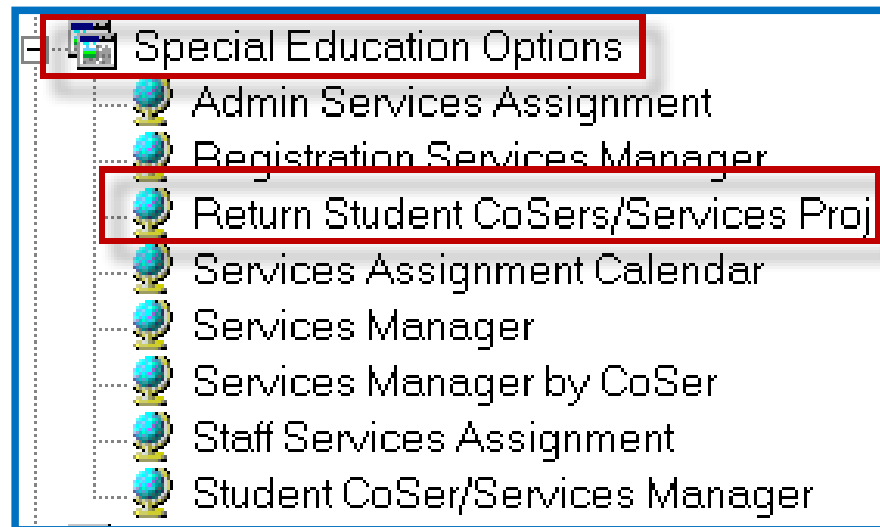 Special Education Options
Admin Services Assignment
Registration Services Manager
Return Student CoSers/Services Proj
Services Assignment Calendar
Services Manager
Services Manager by CoSer
Staff Services Assignment
Student CoSer/Services Manager